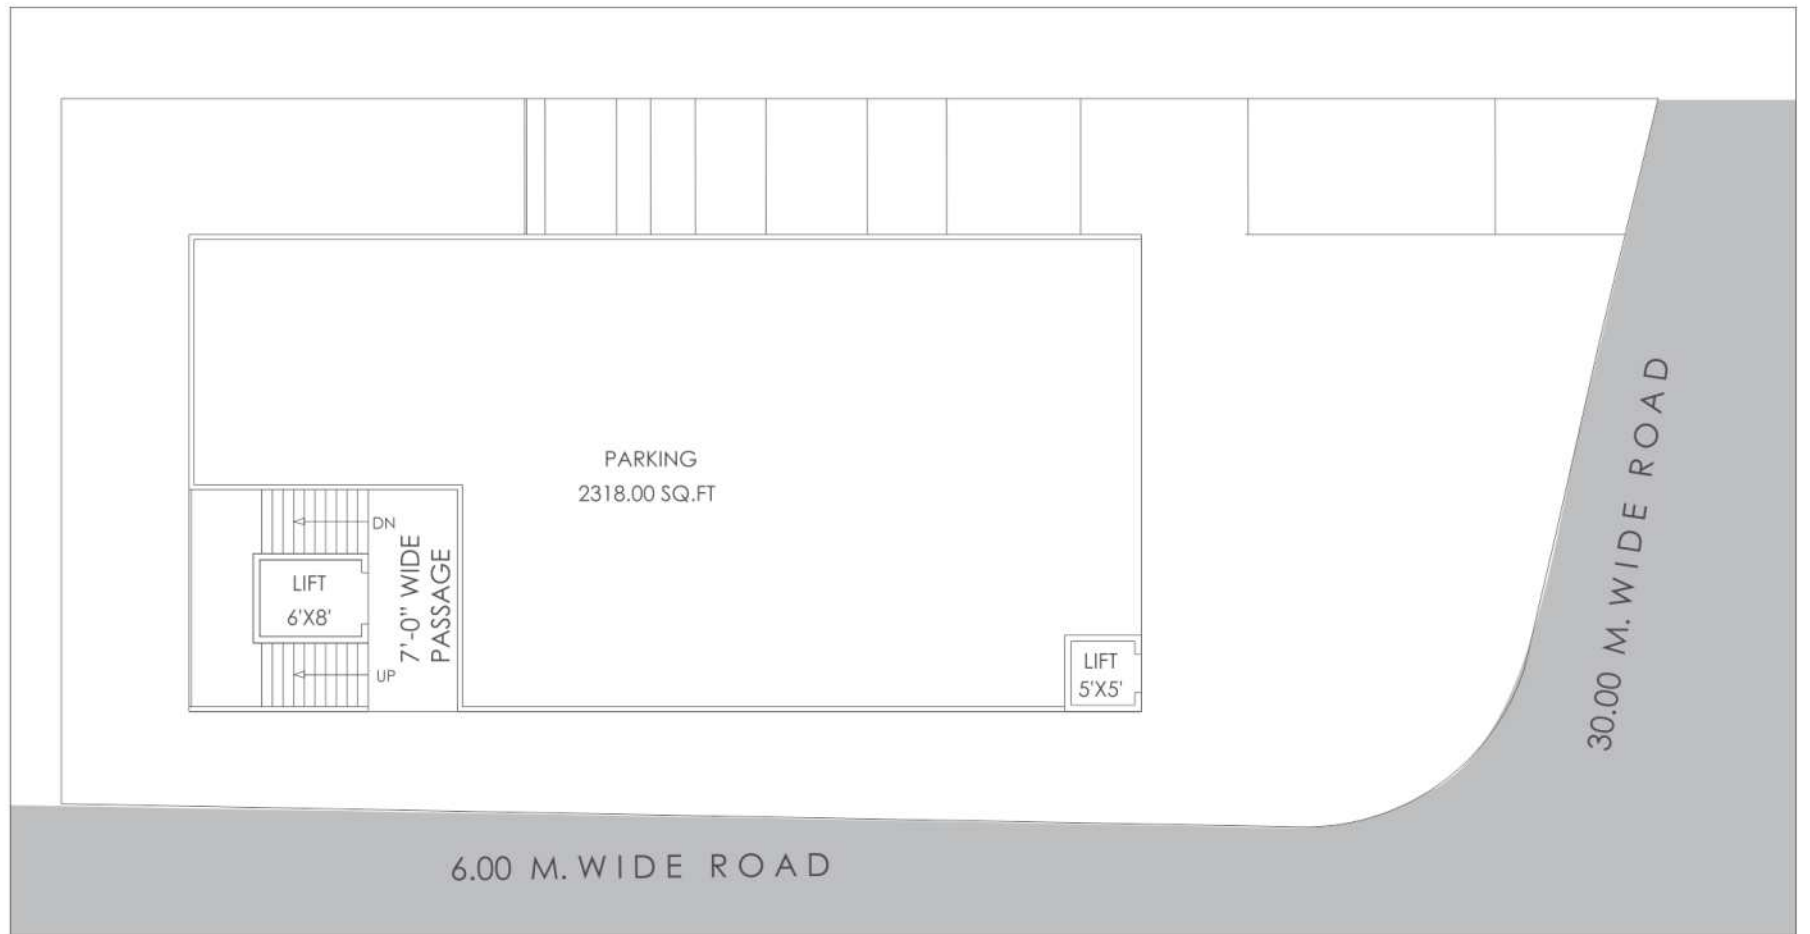 PARKING
2318.00 SQ.FT
DN
7'-0" WIDE
PASSAGE
LIFT
6'X8'
UP
LIFT
5'X5'
30.00 M. WIDE ROAD
6.00 M. WIDE ROAD